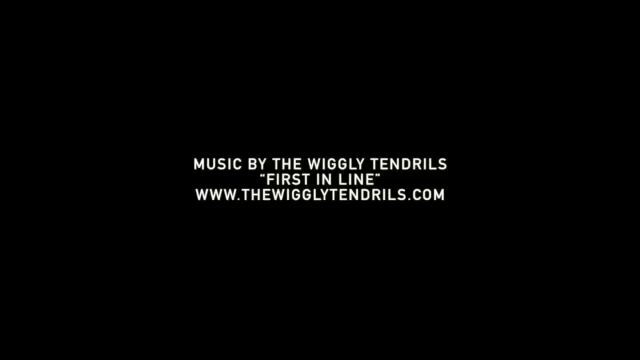 MUSIC BY THE WIGGLY TENDRILS
“FIRST IN LINE”
WWW.THEWIGGLYTENDRILS.COM